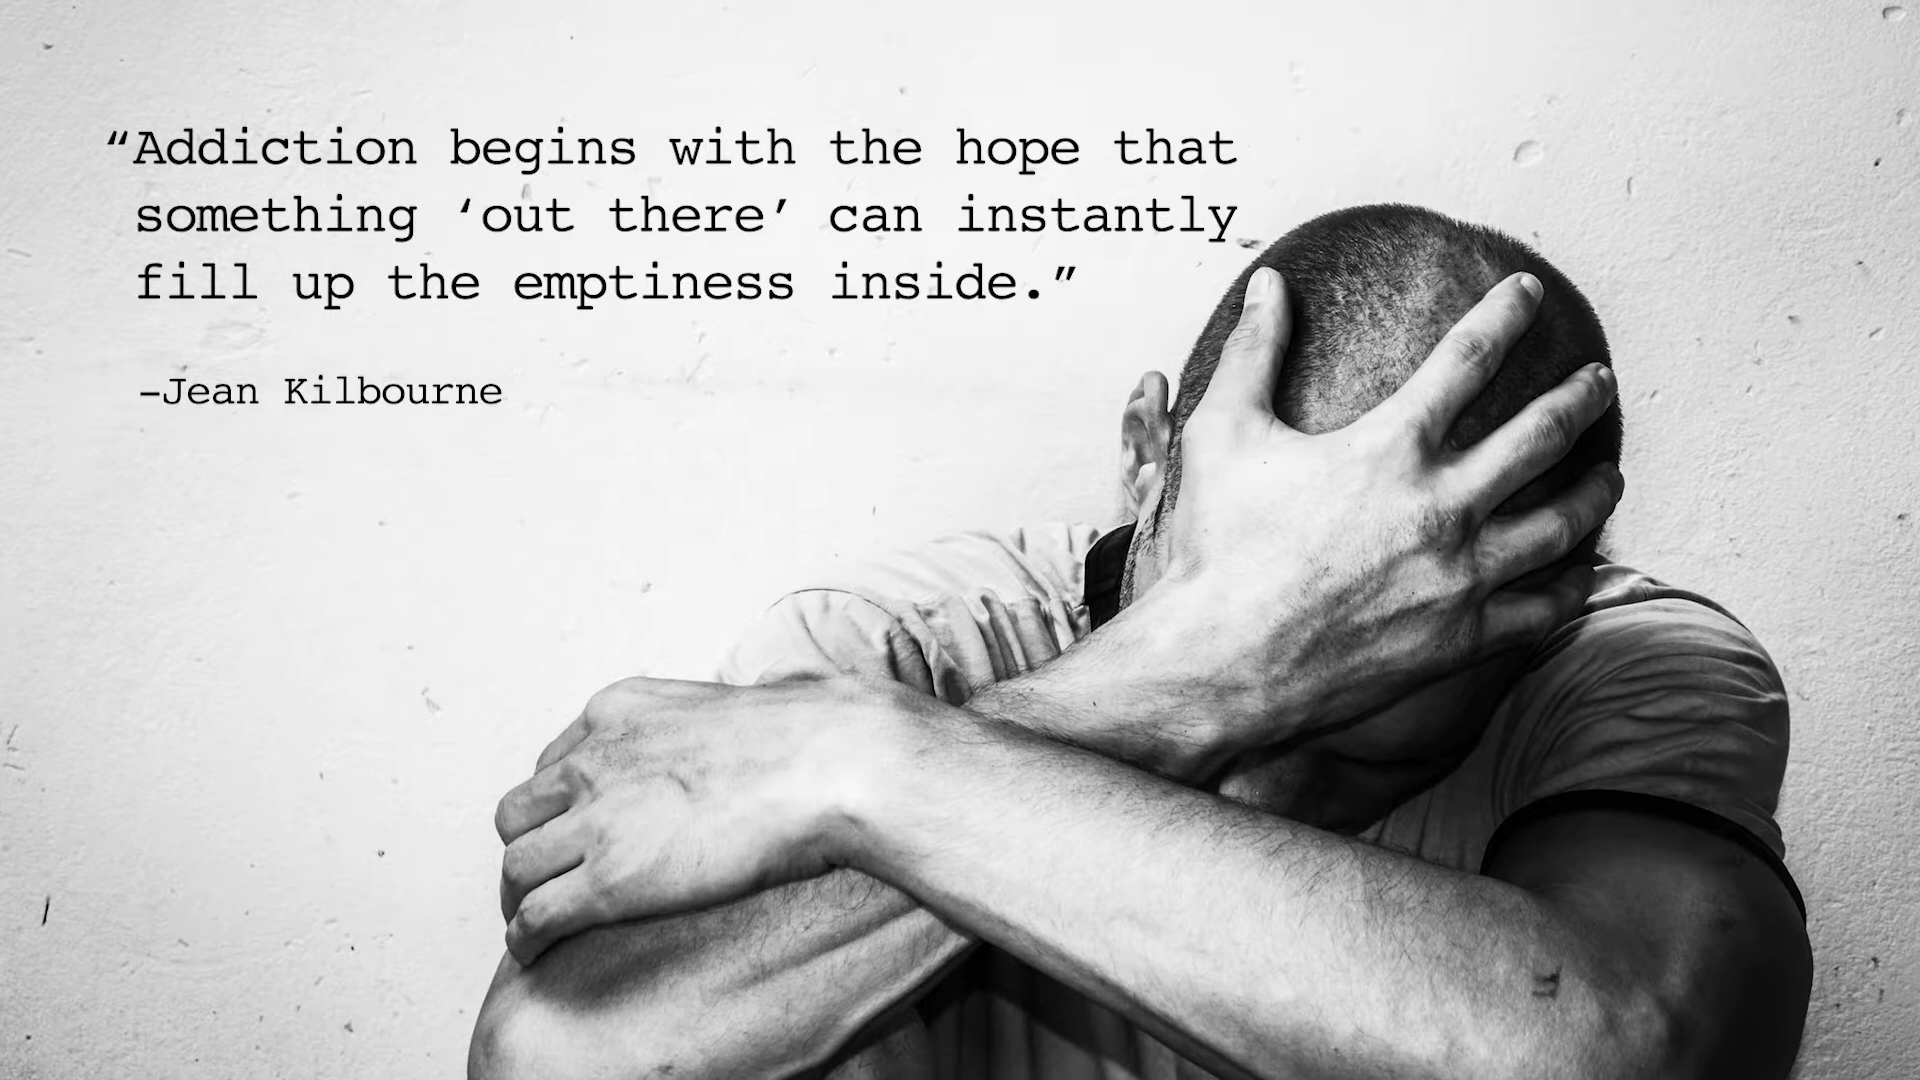 “Addiction begins with the hope that
something ‘out there’ can instantly
fill up the emptiness inside.”
–Jean Kilbourne